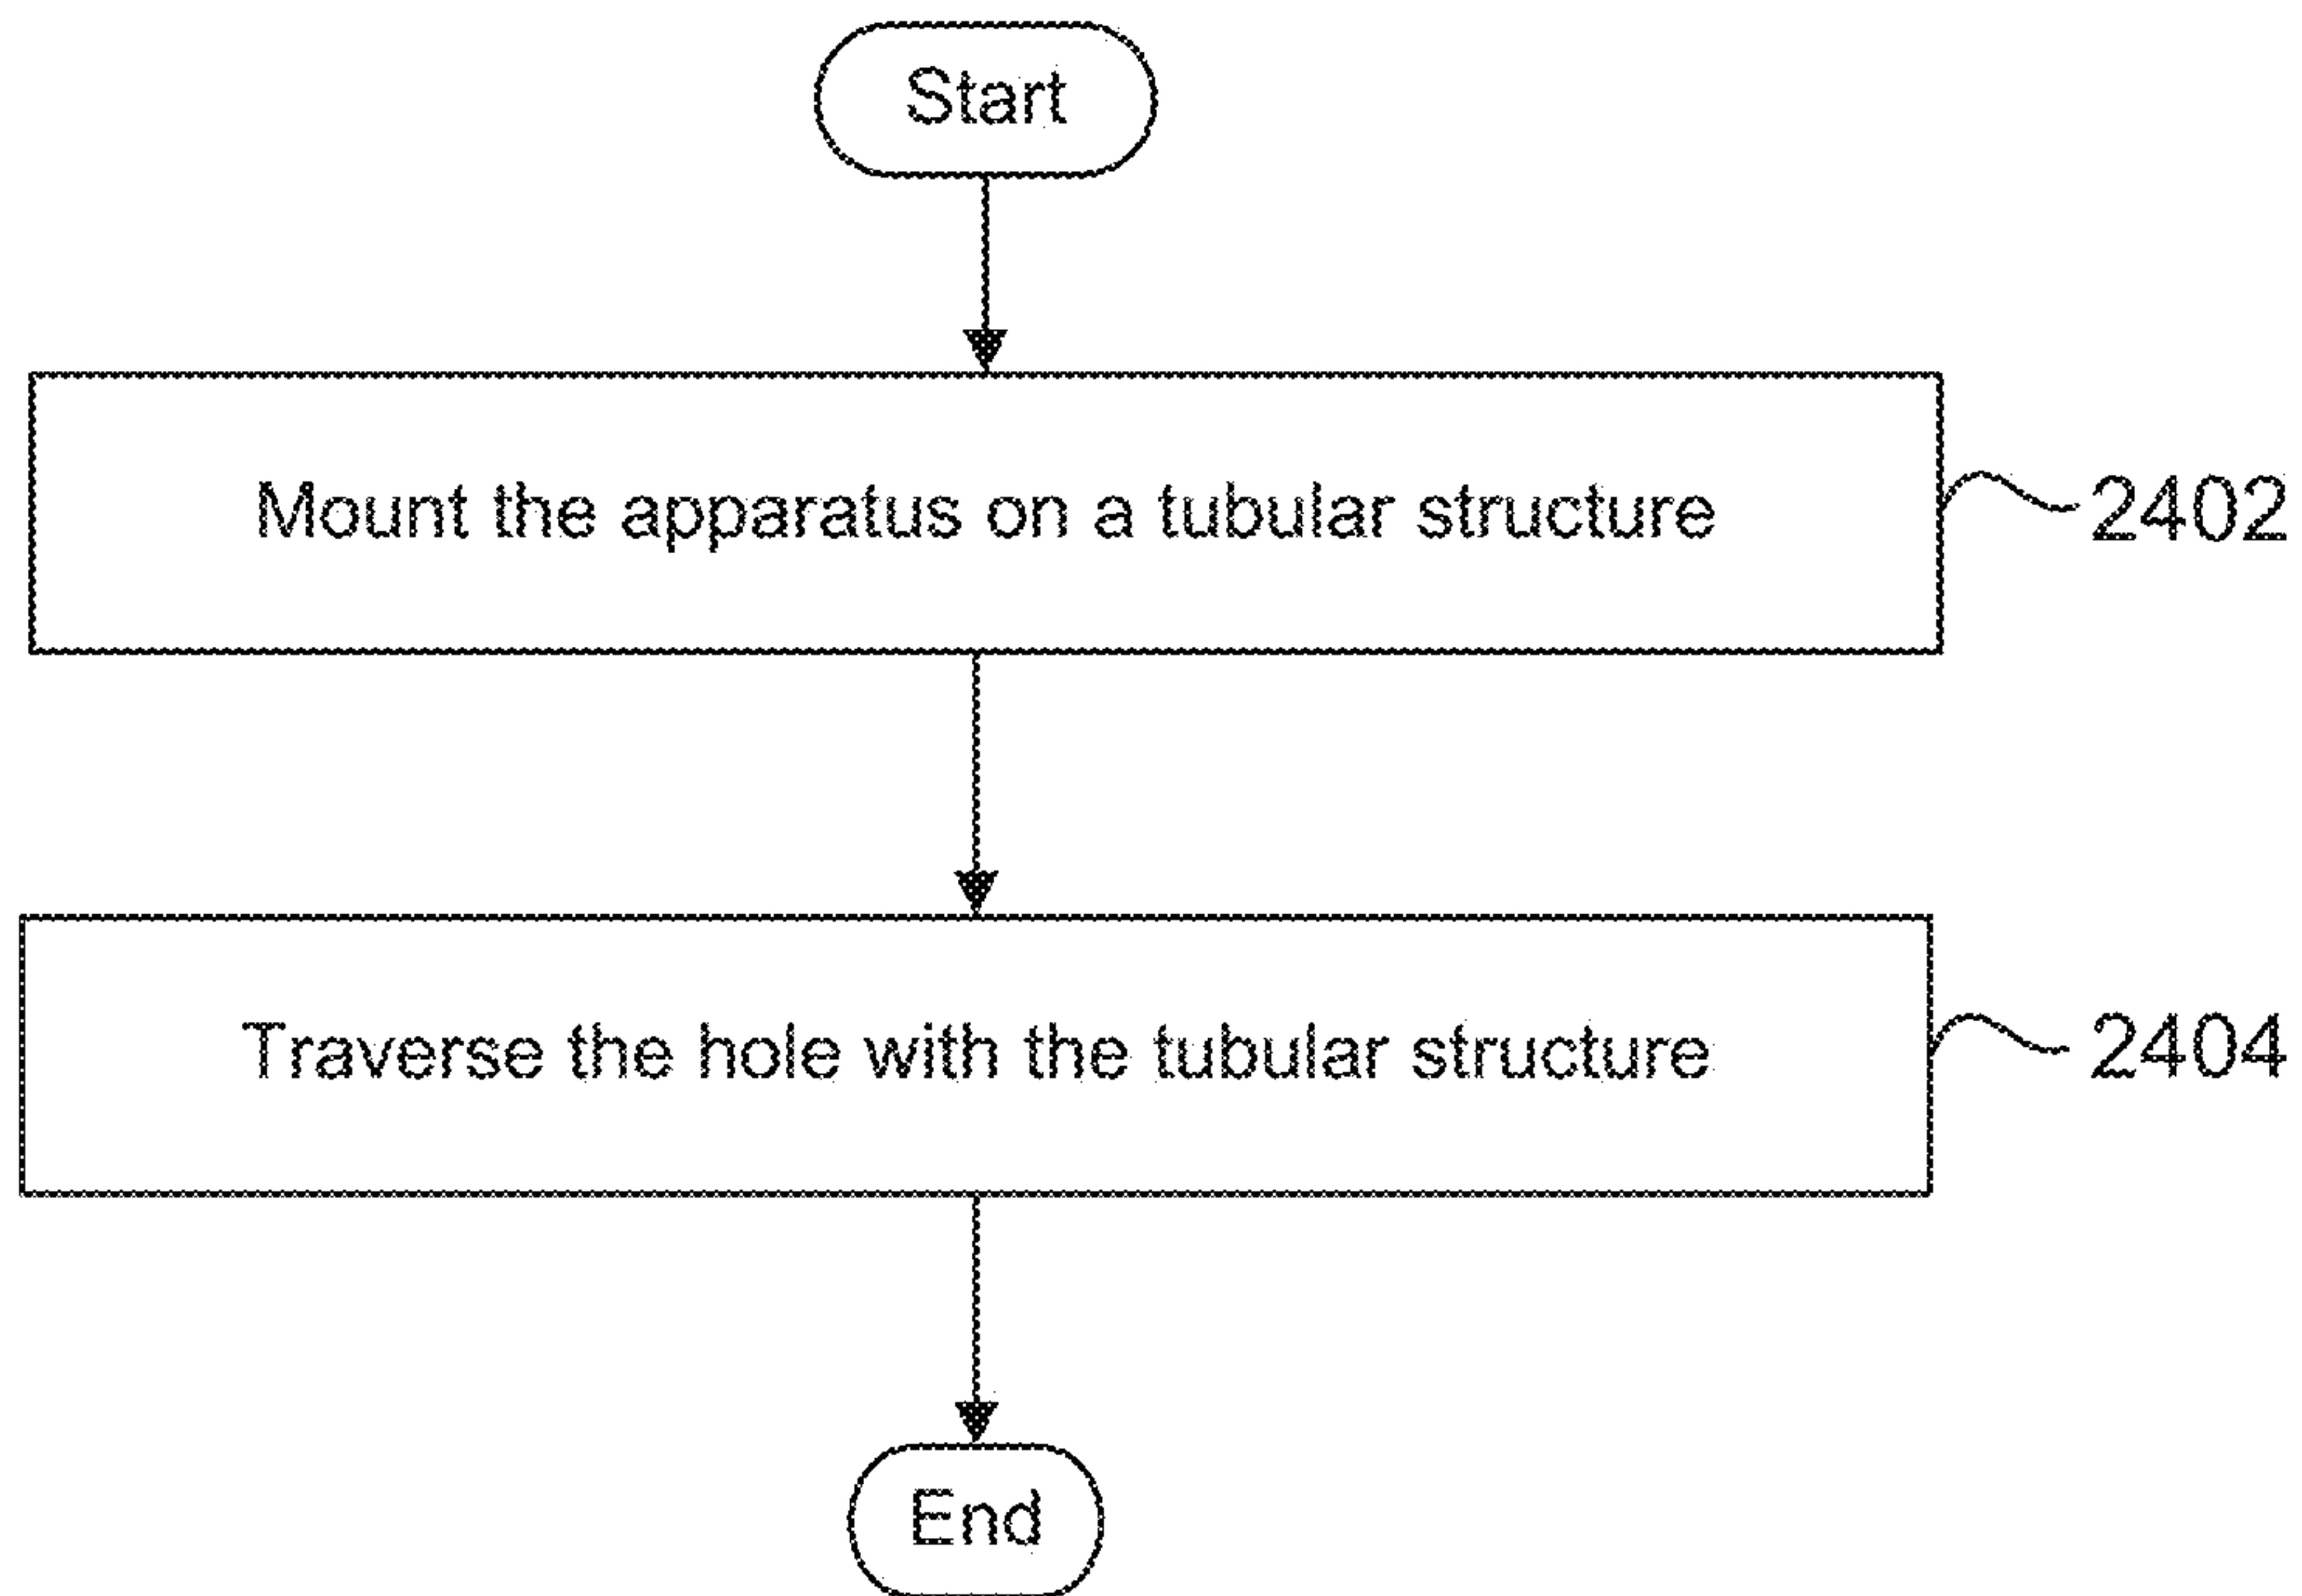 Start
Mount the apparatus on a tubular structure
2402
Traverse the hole with the tubular structure
2404
End